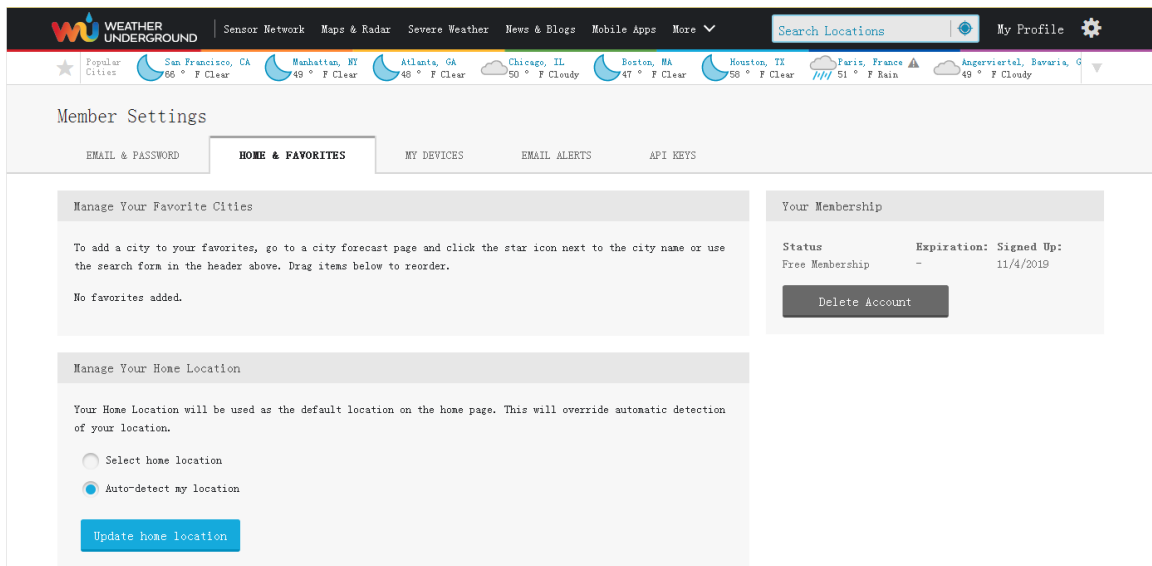 WEATHER UNDERGROUND Sensor Network Maps & Radar Severe Weather News & Blogs Mobile Apps More Search Locations My Profile
Popular Cities
San Francisco, CA
66 ° F Clear
Manhattan, NY
49 ° F Clear
Atlanta, GA
48 ° F Clear
Chicago, IL
50 ° F Cloudy
Boston, MA
47 ° F Clear
Houston, TX
58 ° F Clear
Paris, France
51 ° F Rain
Angerviertel, Bavaria, G
49 ° F Cloudy
Member Settings
EMAIL & PASSWORD HOME & FAVORITES MY DEVICES EMAIL ALERTS API KEYS
Manage Your Favorite Cities
To add a city to your favorites, go to a city forecast page and click the star icon next to the city name or use
the search form in the header above. Drag items below to reorder.
No favorites added.
Your Membership
Status Expiration: Signed Up:
Free Membership - 11/4/2019
Delete Account
Manage Your Home Location
Your Home Location will be used as the default location on the home page. This will override automatic detection
of your location.
Select home location
Auto-detect my location
Update home location